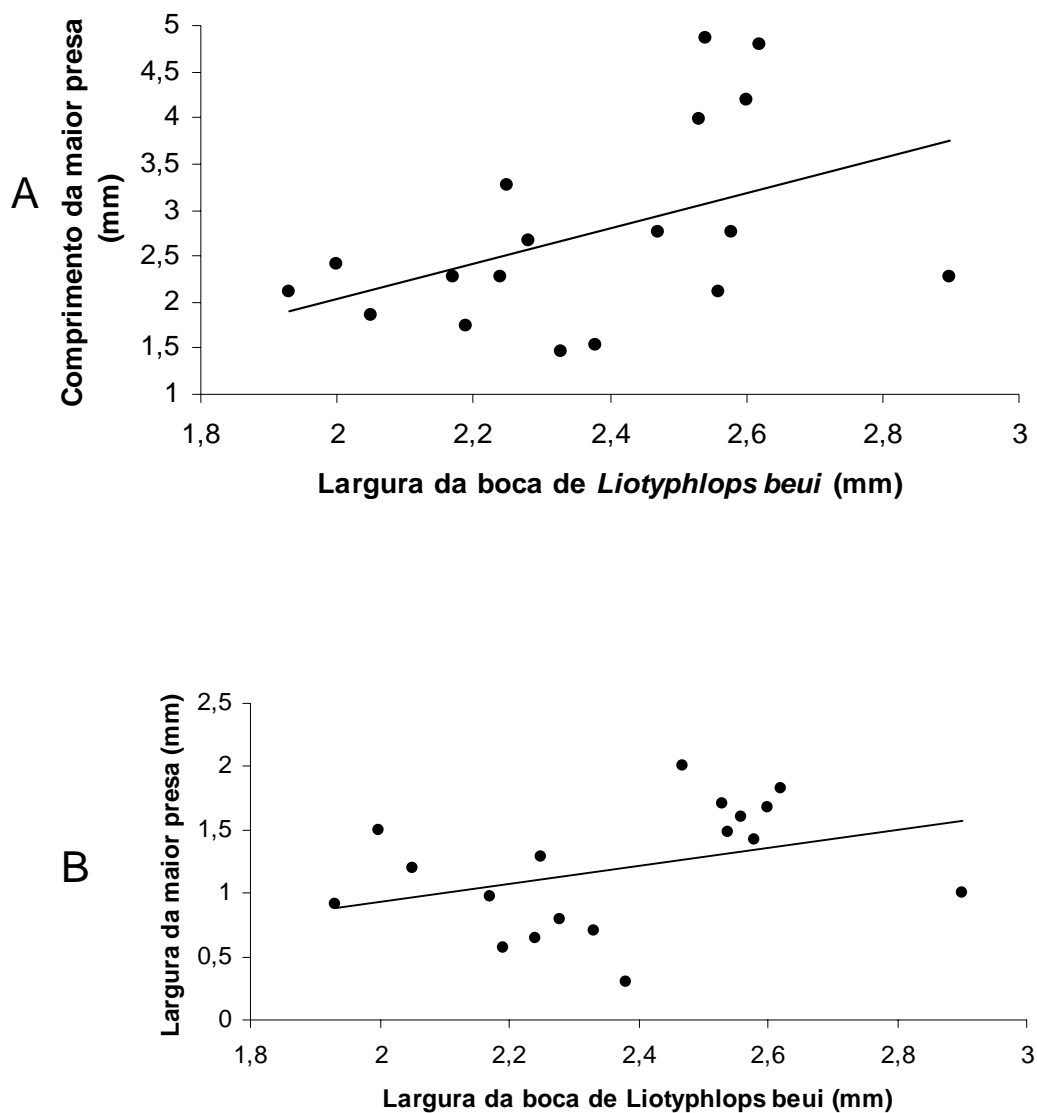 A
Comprimento da maior presa
(mm)
5
4,5
4
3,5
3
2,5
2
1,5
1
1,8 2 2,2 2,4 2,6 2,8 3
Largura da boca de Liotyphlops beui (mm)
B
Largura da maior presa (mm)
2,5
2
1,5
1
0,5
0
1,8 2 2,2 2,4 2,6 2,8 3
Largura da boca de Liotyphlops beui (mm)